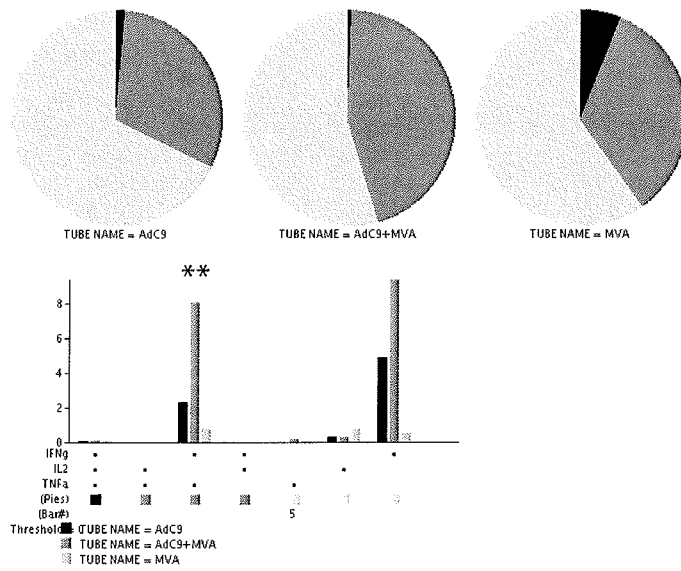 TUBE NAME = AdC9
TUBE NAME = AdC9+MVA
TUBE NAME = MVA
**
8
6
4
2
0
IFNg
IL2
TNFa
(Pies)
(Bar#)
5
TUBE NAME = AdC9
TUBE NAME = AdC9+MVA
TUBE NAME = MVA